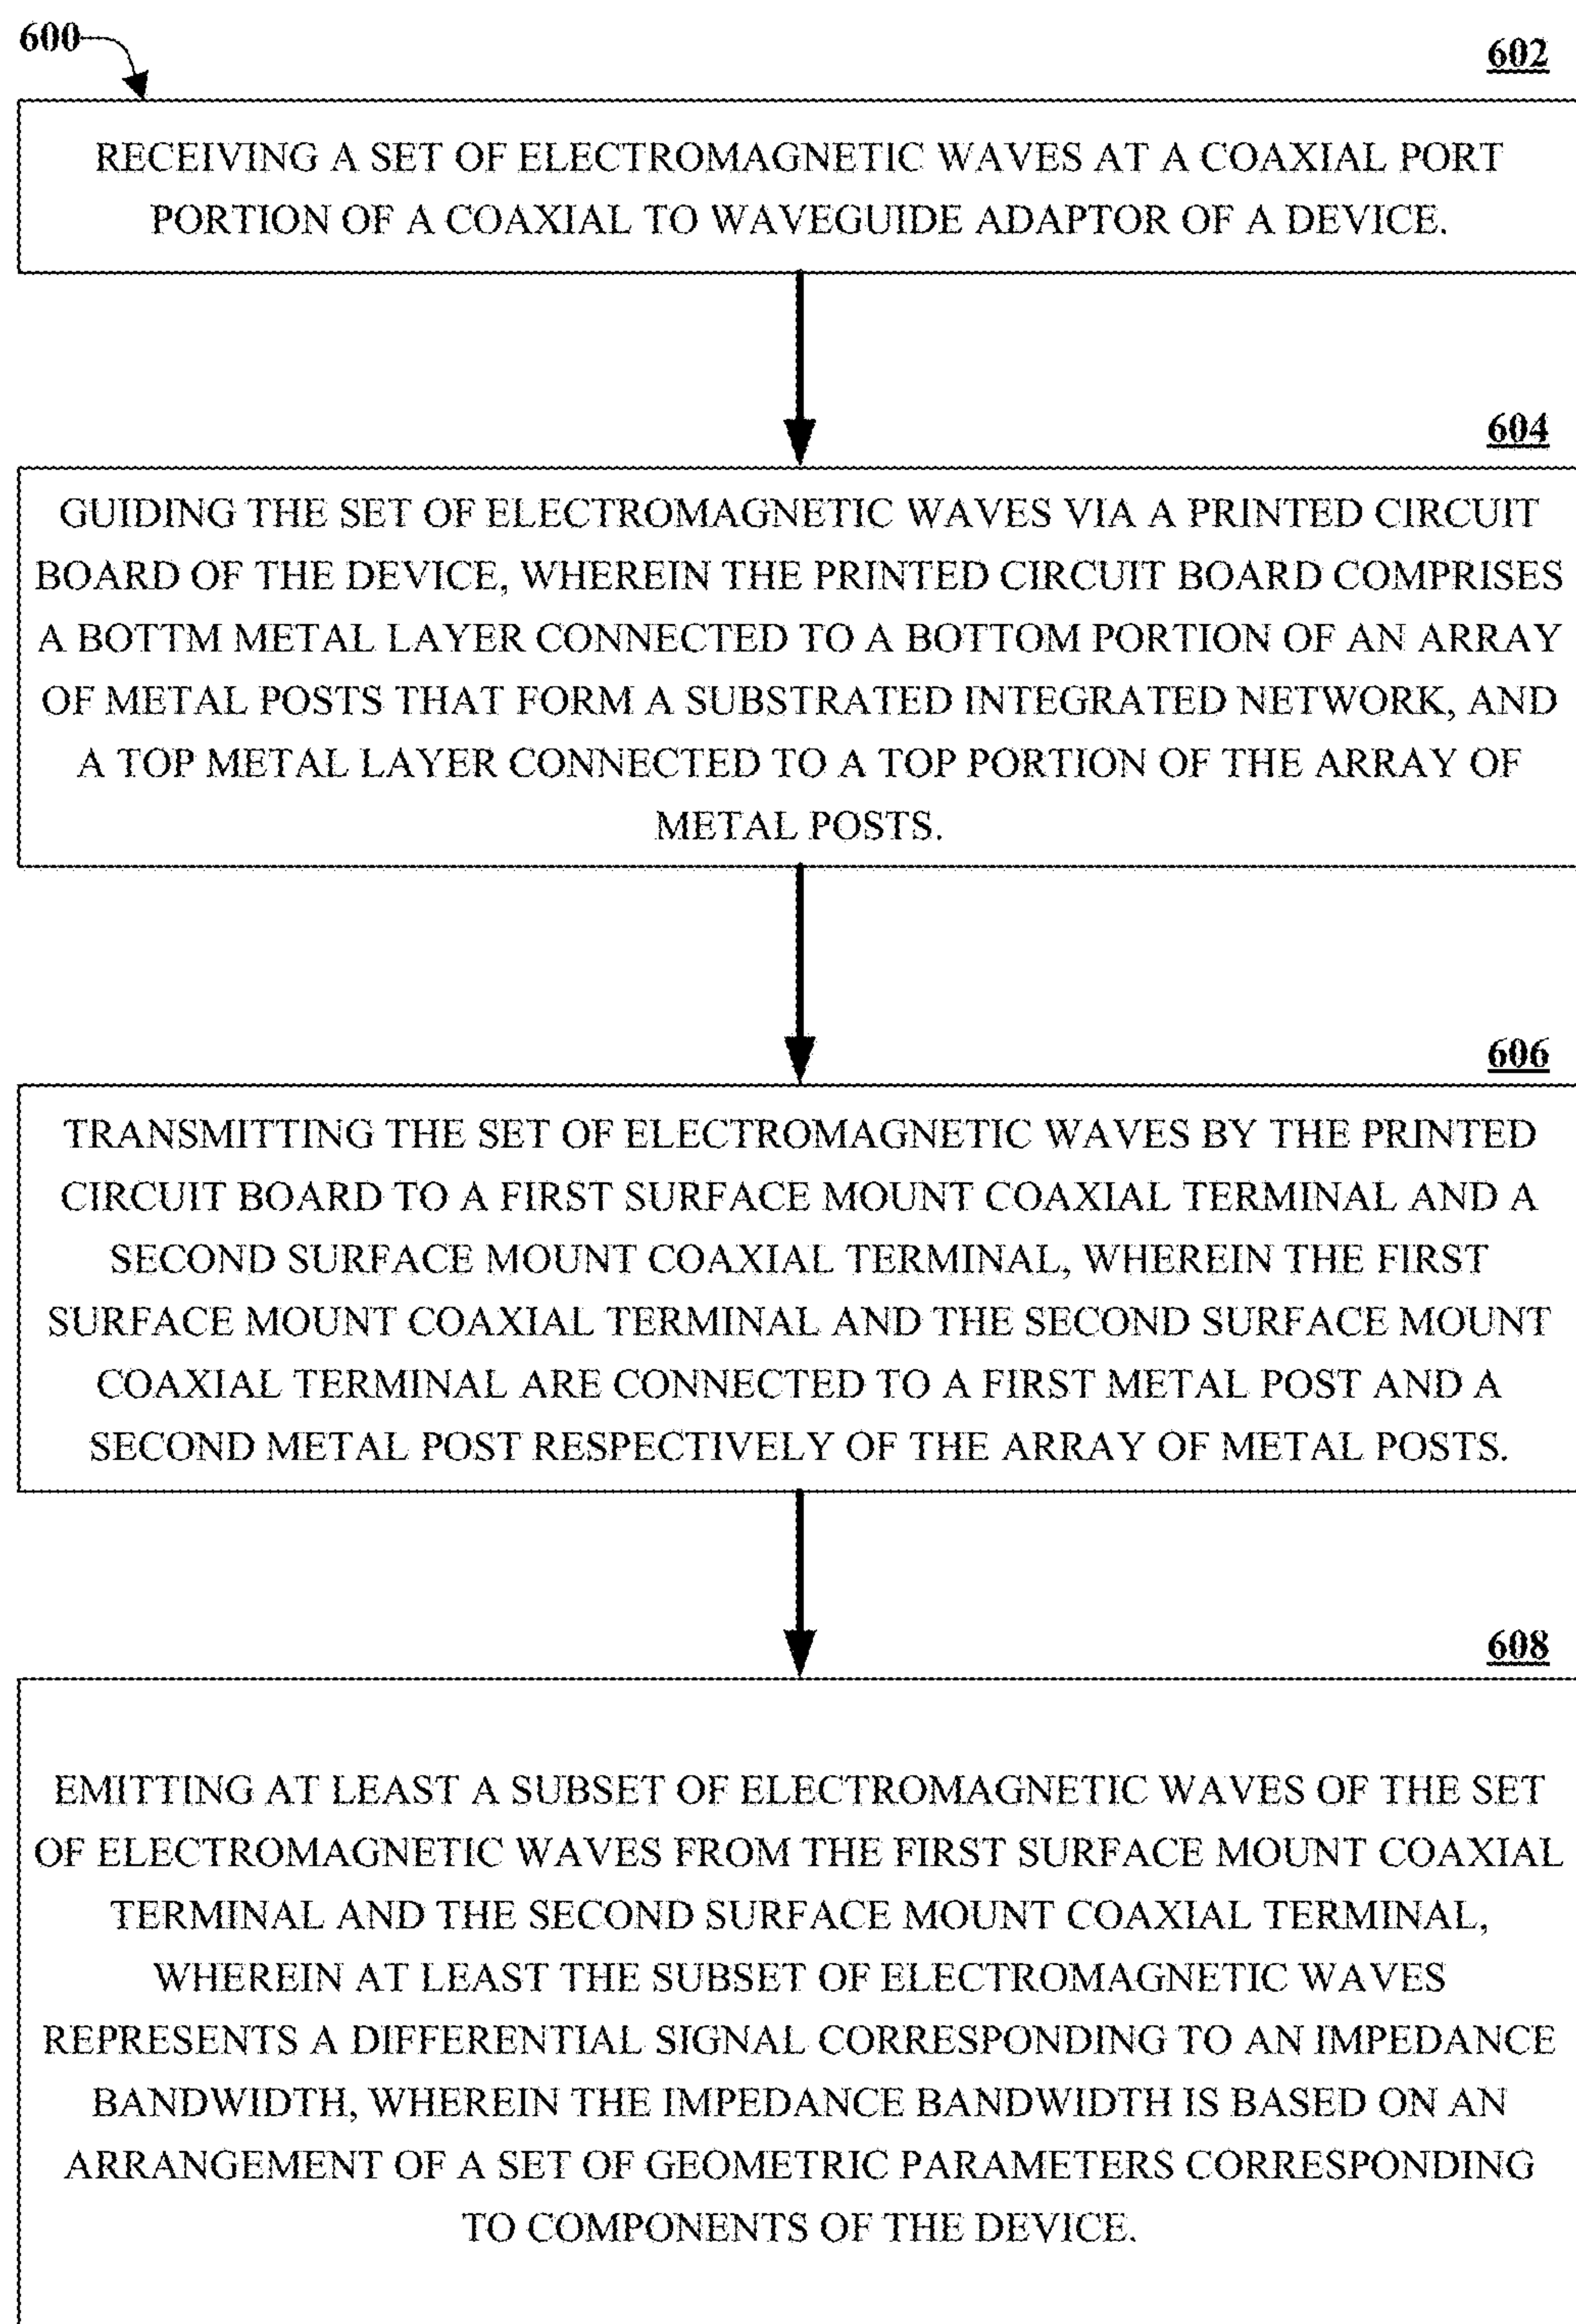 600
602
RECEIVING A SET OF ELECTROMAGNETIC WAVES AT A COAXIAL PORT
PORTION OF A COAXIAL TO WAVEGUIDE ADAPTOR OF A DEVICE.
604
GUIDING THE SET OF ELECTROMAGNETIC WAVES VIA A PRINTED CIRCUIT
BOARD OF THE DEVICE, WHEREIN THE PRINTED CIRCUIT BOARD COMPRISES
A BOTTM METAL LAYER CONNECTED TO A BOTTOM PORTION OF AN ARRAY
OF METAL POSTS THAT FORM A SUBSTRATED INTEGRATED NETWORK, AND
A TOP METAL LAYER CONNECTED TO A TOP PORTION OF THE ARRAY OF
METAL POSTS.
606
TRANSMITTING THE SET OF ELECTROMAGNETIC WAVES BY THE PRINTED
CIRCUIT BOARD TO A FIRST SURFACE MOUNT COAXIAL TERMINAL AND A
SECOND SURFACE MOUNT COAXIAL TERMINAL, WHEREIN THE FIRST
SURFACE MOUNT COAXIAL TERMINAL AND THE SECOND SURFACE MOUNT
COAXIAL TERMINAL ARE CONNECTED TO A FIRST METAL POST AND A
SECOND METAL POST RESPECTIVELY OF THE ARRAY OF METAL POSTS.
608
EMITTING AT LEAST A SUBSET OF ELECTROMAGNETIC WAVES OF THE SET
OF ELECTROMAGNETIC WAVES FROM THE FIRST SURFACE MOUNT COAXIAL
TERMINAL AND THE SECOND SURFACE MOUNT COAXIAL TERMINAL,
WHEREIN AT LEAST THE SUBSET OF ELECTROMAGNETIC WAVES
REPRESENTS A DIFFERENTIAL SIGNAL CORRESPONDING TO AN IMPEDANCE
BANDWIDTH, WHEREIN THE IMPEDANCE BANDWIDTH IS BASED ON AN
ARRANGEMENT OF A SET OF GEOMETRIC PARAMETERS CORRESPONDING
TO COMPONENTS OF THE DEVICE.